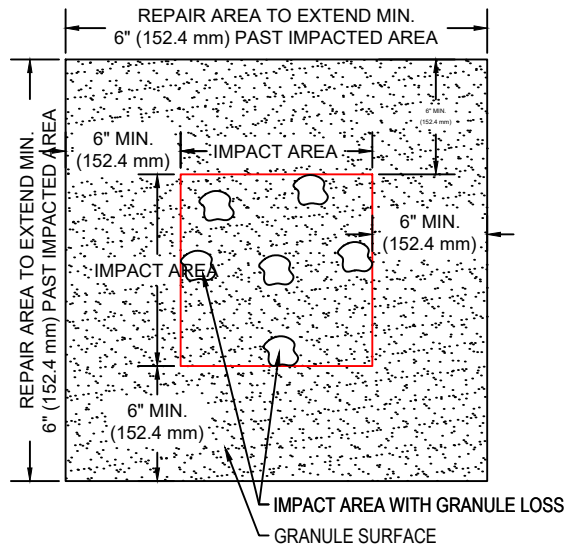 REPAIR AREA TO EXTEND MIN.
6" (152.4 mm) PAST IMPACTED AREA
REPAIR AREA TO EXTEND MIN.
6" (152.4 mm) PAST IMPACTED AREA
6" MIN.
(152.4 mm)
6" MIN.
(152.4 mm)
IMPACT AREA
6" MIN.
(152.4 mm)
IMPACT AREA
6" MIN.
(152.4 mm)
IMPACT AREA WITH GRANULE LOSS
GRANULE SURFACE